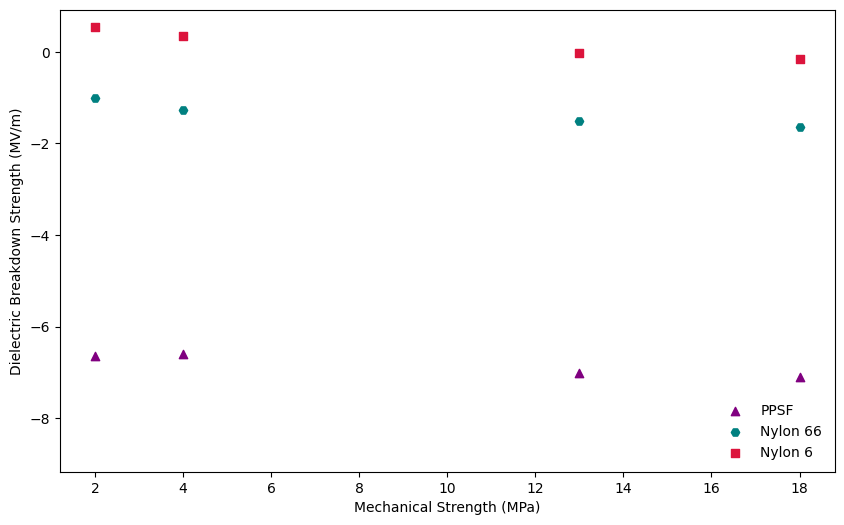 0
−2
−4
−6
−8
Dielectric Breakdown Strength (MV/m)
2 4 6 8 10 12 14 16 18
Mechanical Strength (MPa)
PPSF
Nylon 66
Nylon 6